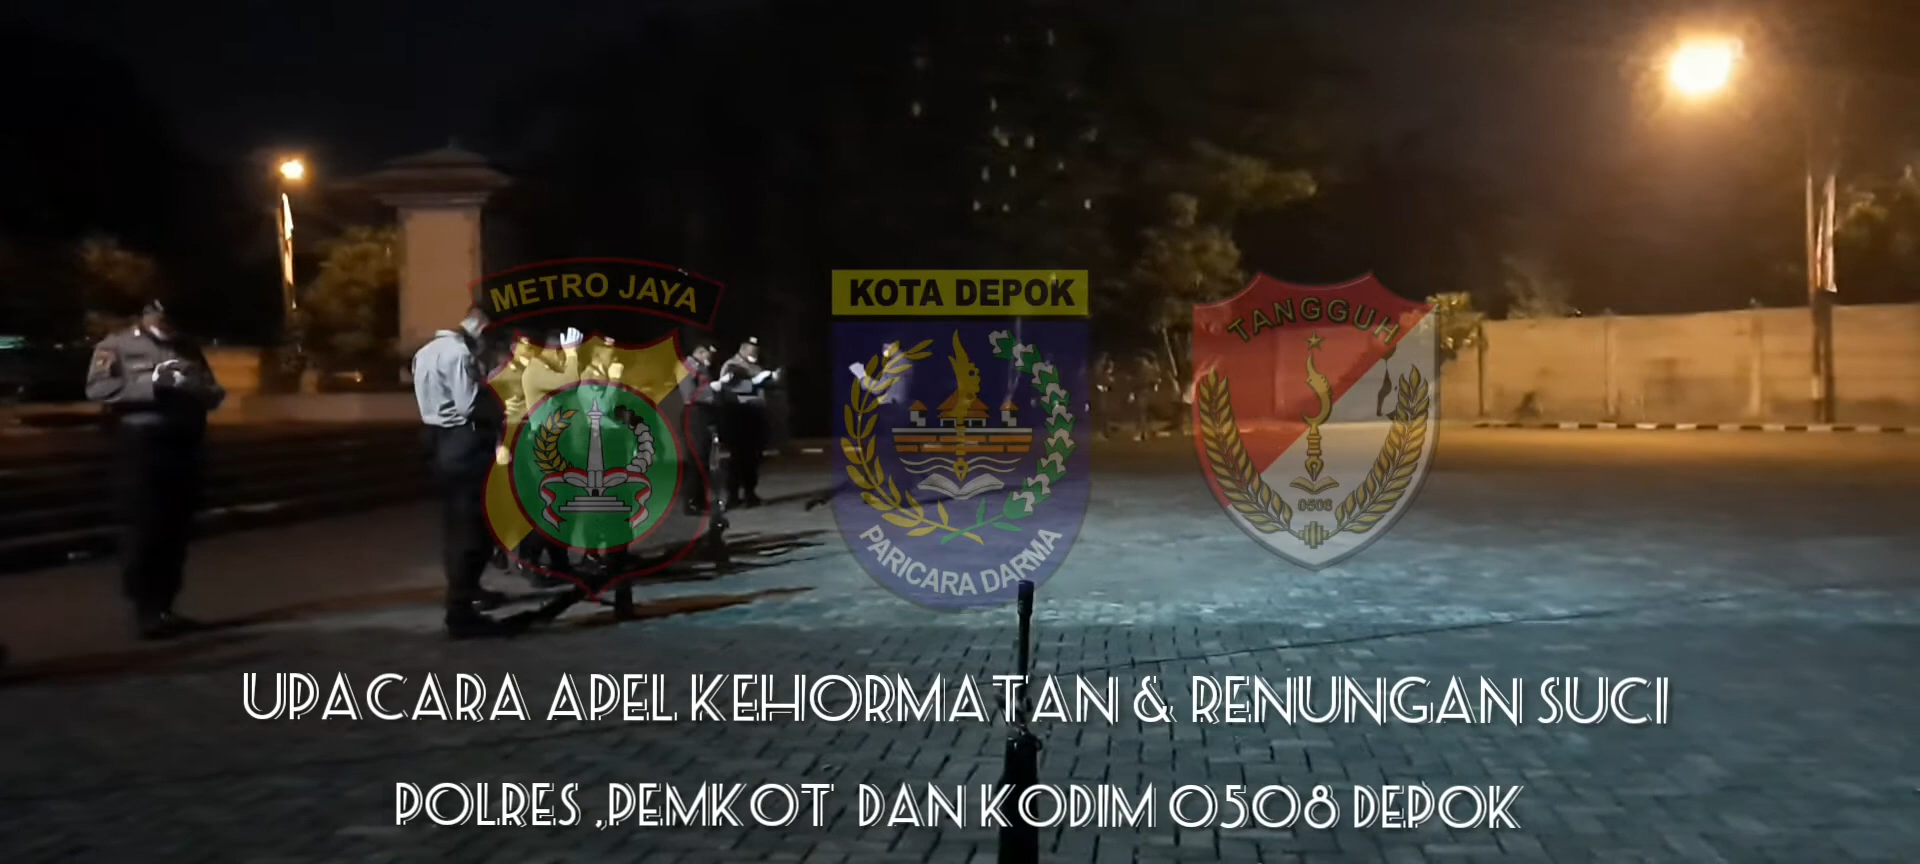 METRO JAYA
KOTA DEPOK
PARICARA DARMA
TANGGUH
0508
UPACARA APEL KEHORMATAN & RENUNGAN SUCI
POLRES ,PEMKOT DAN KODIM 0508 DEPOK